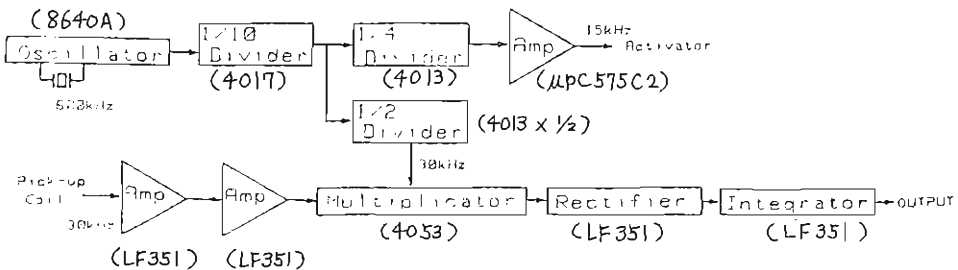 (8640A)
Oscillator
1/10
Divider
(4017)
1/4
Divider
(4013)
Amp
(μPC575C2)
15kHz
Activator
1/2
Divider
(4013 x 1/2)
30kHz
Pick-up
Coil
30kHz
Amp
(LF351)
Amp
(LF351)
Multiplicator
(4053)
Rectifier
(LF351)
Integrator
(LF351)
OUTPUT